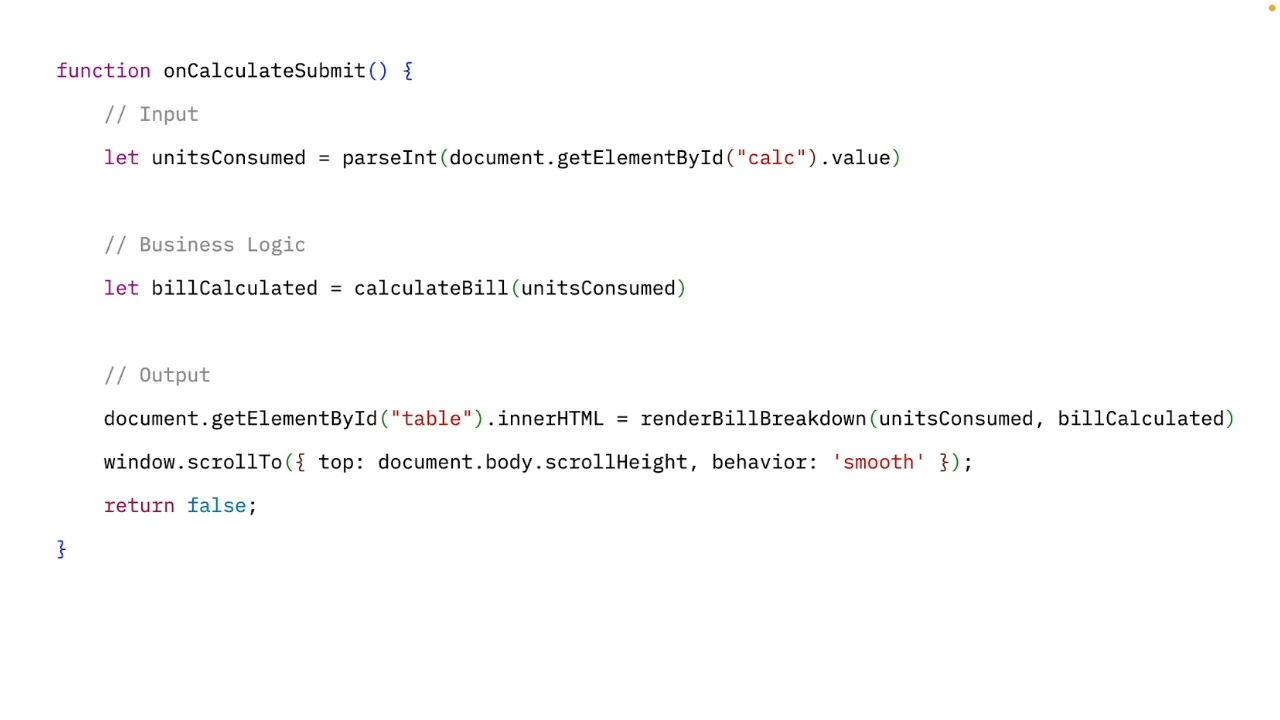 function onCalculateSubmit() {
// Input
let unitsConsumed = parseInt(document.getElementById("calc").value)
// Business Logic
let billCalculated = calculateBill(unitsConsumed)
// Output
document.getElementById("table").innerHTML = renderBillBreakdown(unitsConsumed, billCalculated)
window.scrollTo({ top: document.body.scrollHeight, behavior: 'smooth' });
return false;
}